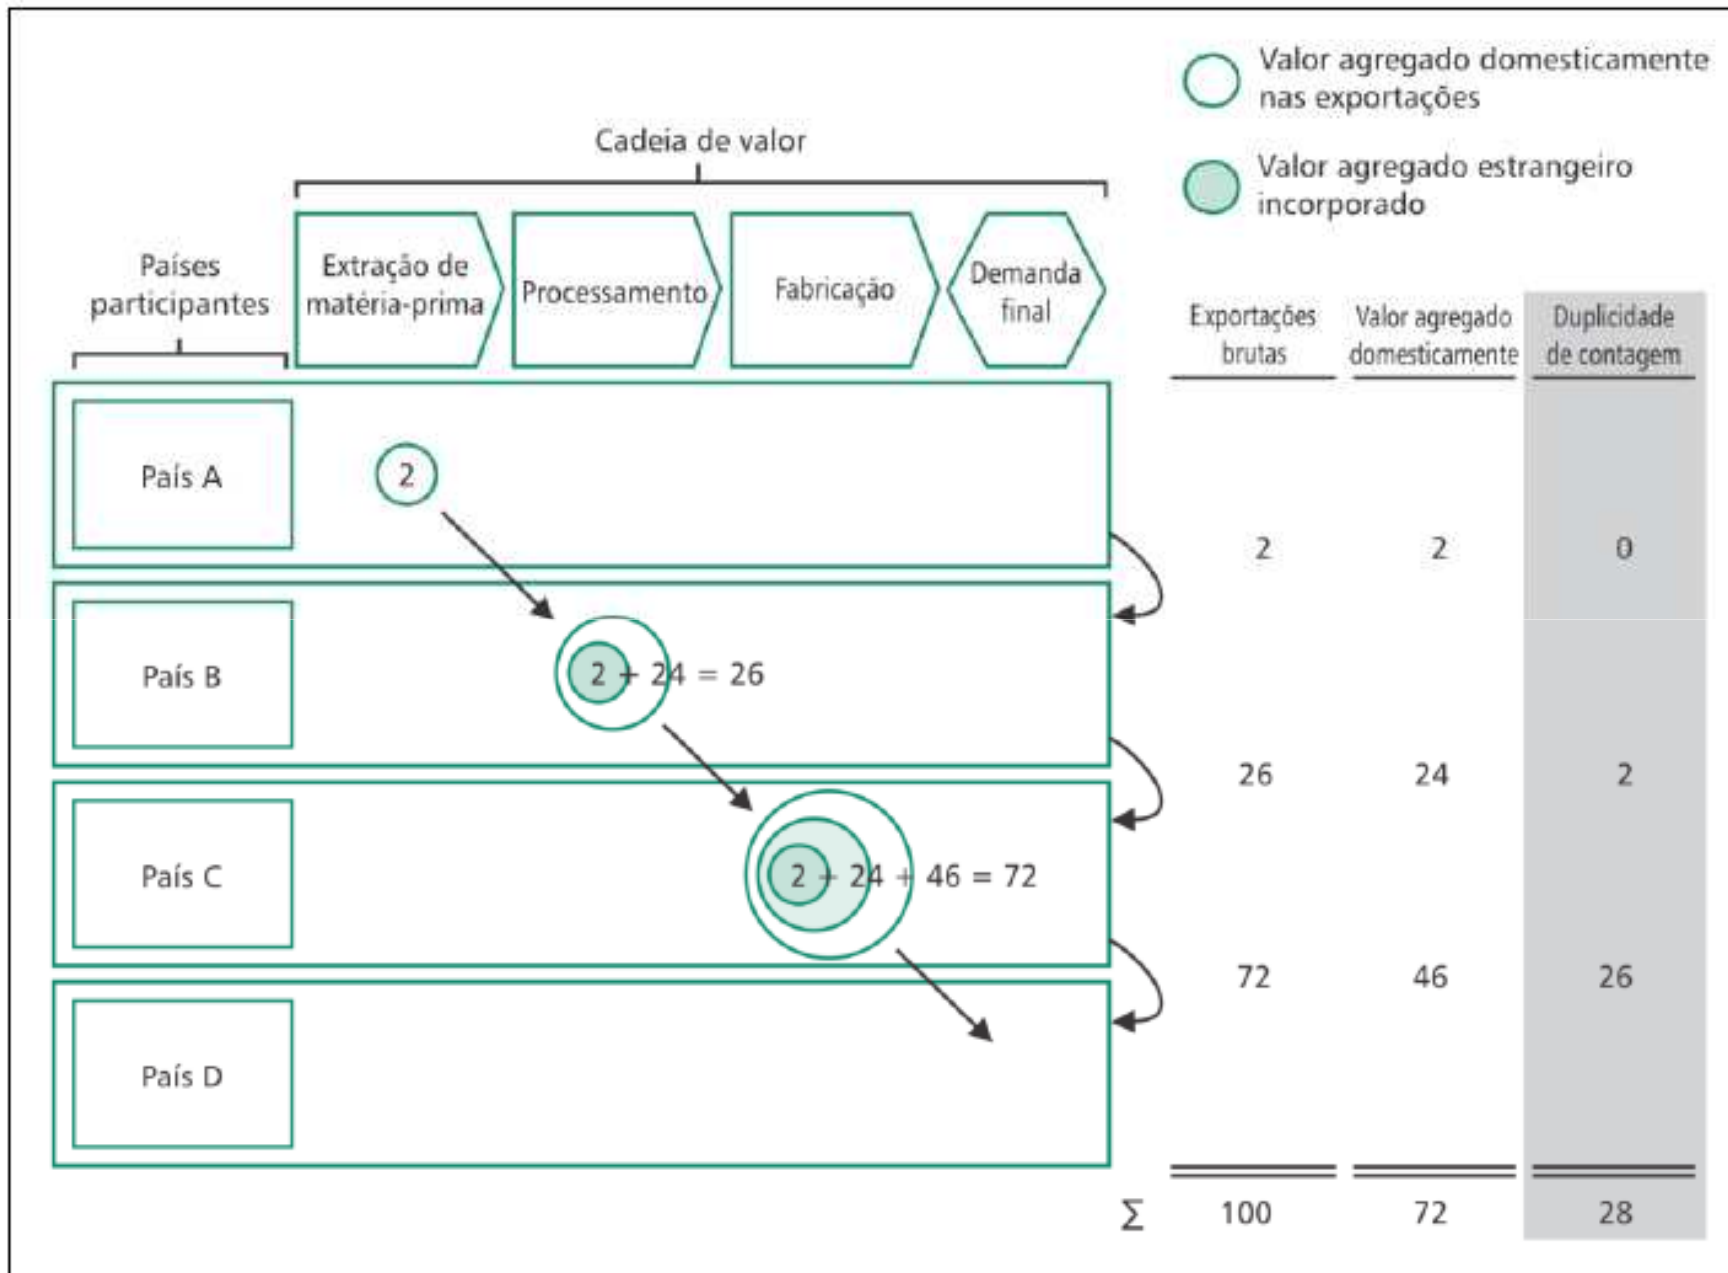 Valor agregado domesticamente
nas exportações
Valor agregado estrangeiro
incorporado
Cadeia de valor
Países
participantes
Extração de
matéria-prima
Processamento
Fabricação
Demanda
final
Exportações
brutas
Valor agregado
domesticamente
Duplicidade
de contagem
País A
2
2 2 0
País B
2 + 24 = 26
26 24 2
País C
2 + 24 + 46 = 72
72 46 26
País D
Σ 100 72 28